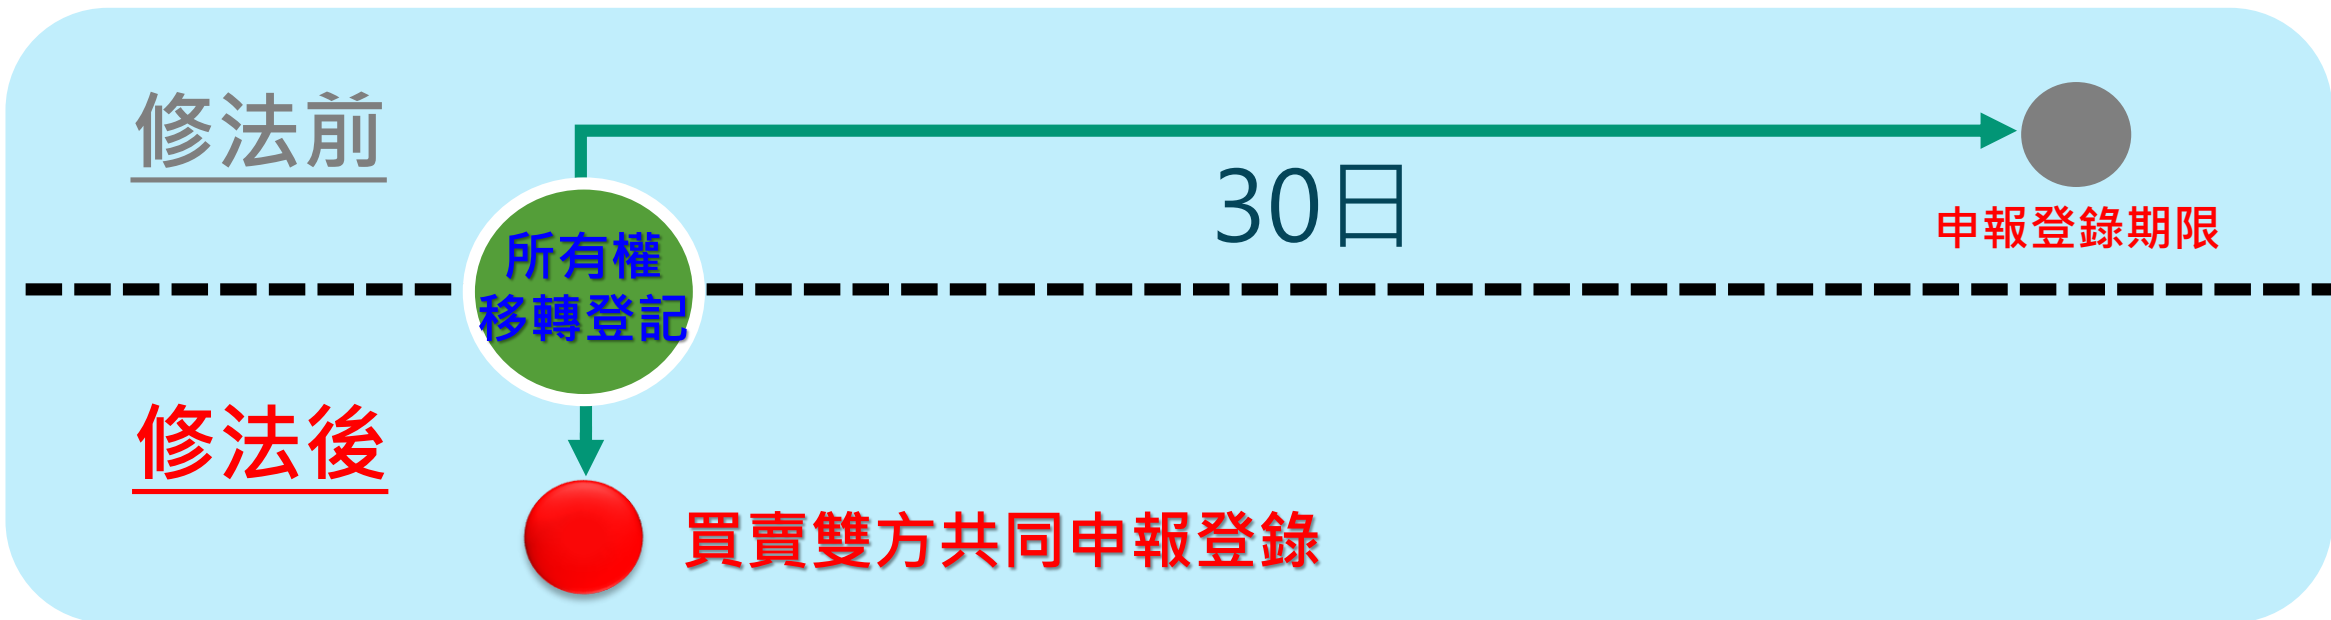 修法前
30日
申報登錄期限
所有權
移轉登記
修法後
買賣雙方共同申報登錄